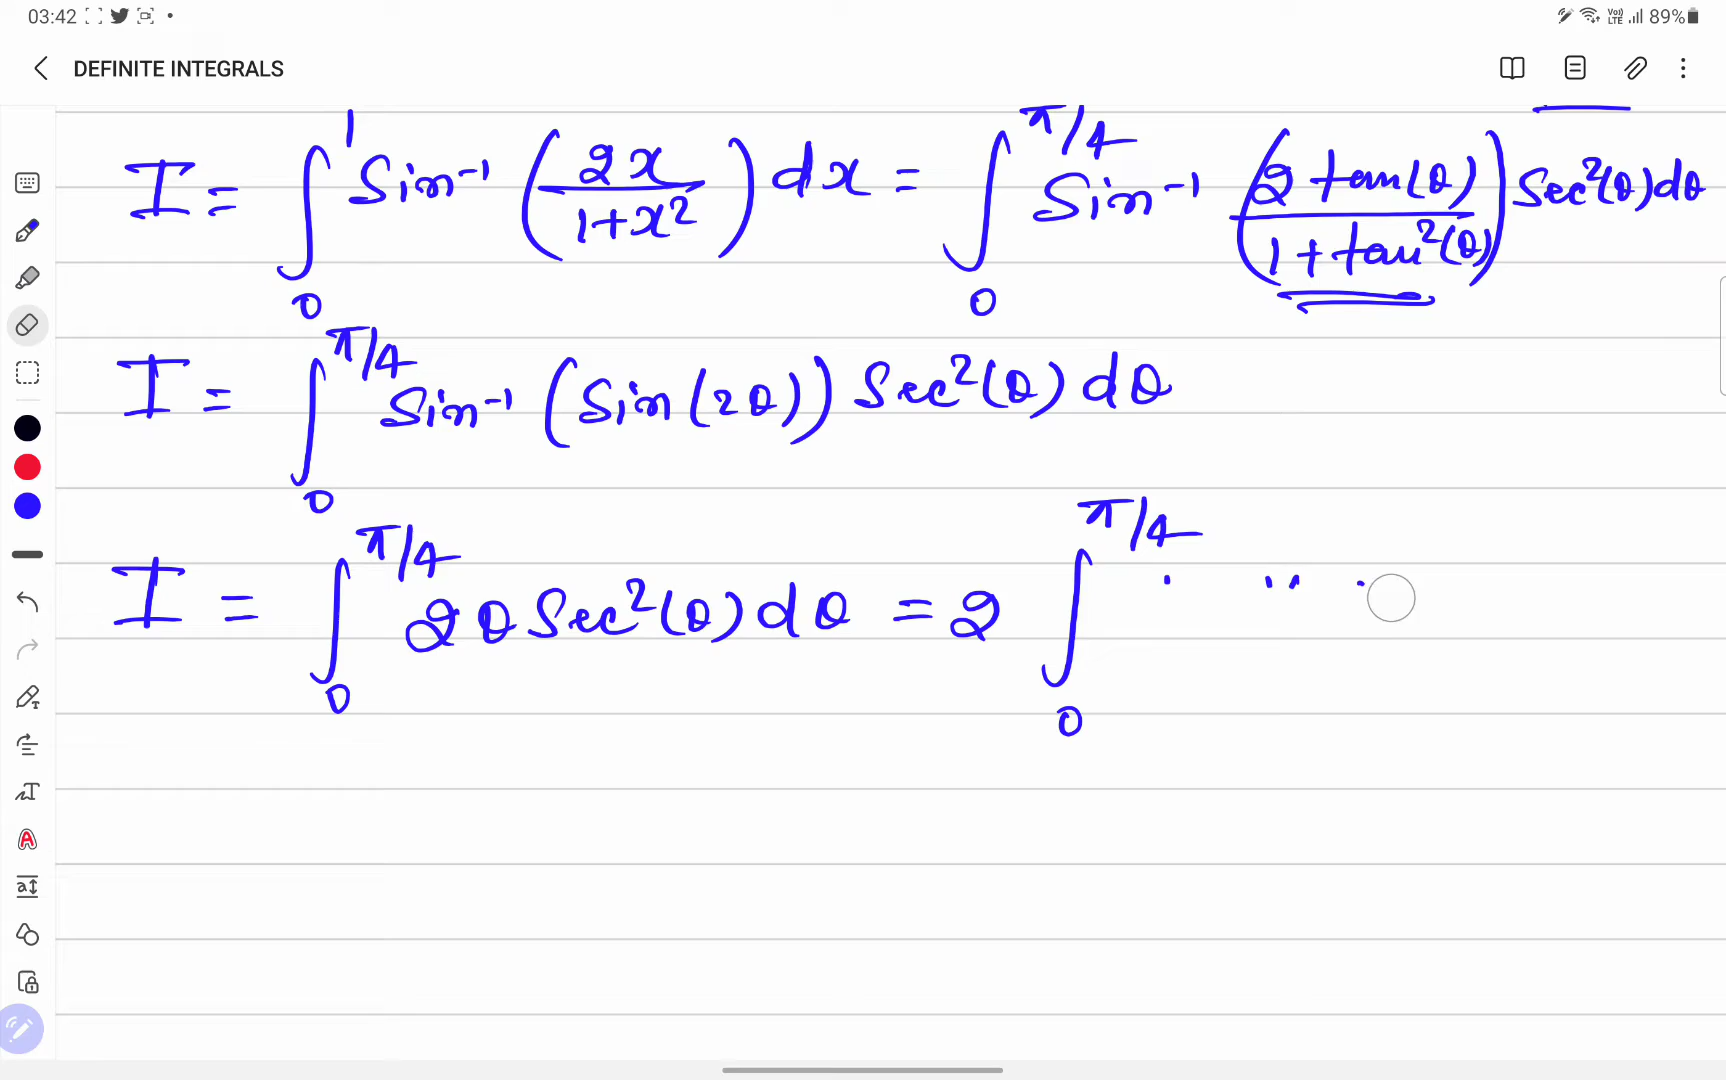 03:42 89%
DEFINITE INTEGRALS
I = ∫₀¹ Sin⁻¹ (2x / 1+x²) dx = ∫₀^π/4 Sin⁻¹ (2 tan(θ) / 1+tan²(θ)) Sec²(θ) dθ
I = ∫₀^π/4 Sin⁻¹ (Sin(2θ)) Sec²(θ) dθ
I = ∫₀^π/4 2θ Sec²(θ) dθ = 2 ∫₀^π/4